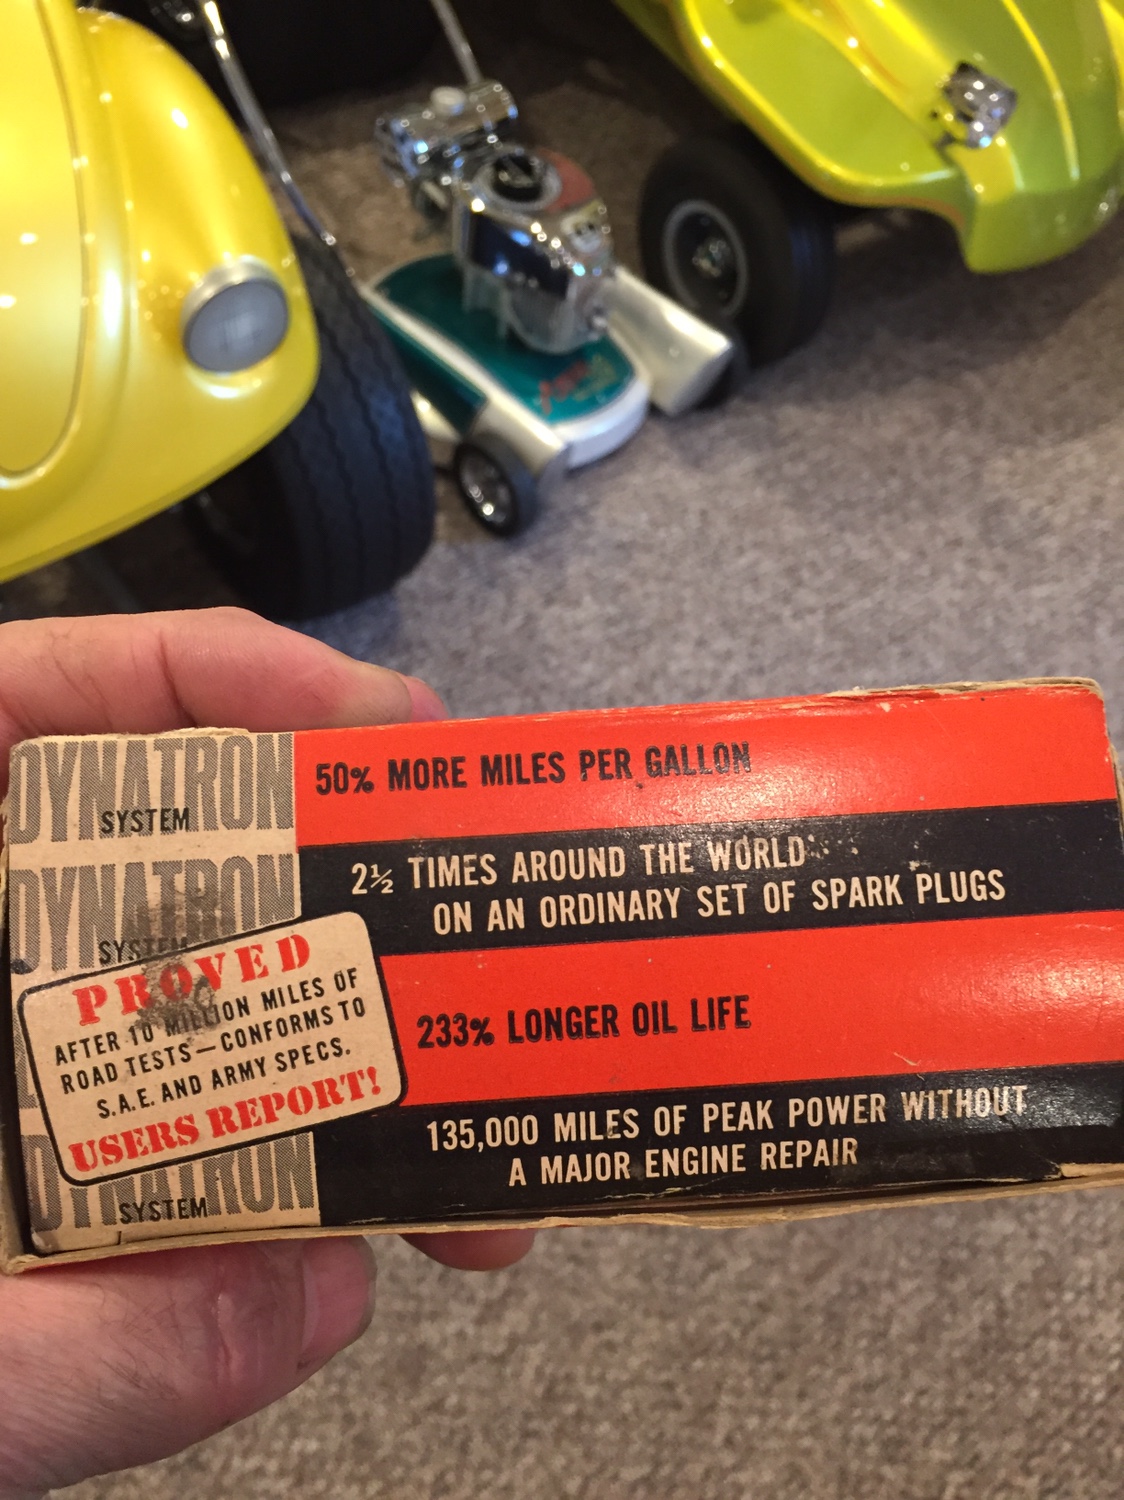 DYNATRON
SYSTEM
DYNATRON
SYSTEM
PROVED
AFTER 10 MILLION MILES OF
ROAD TESTS—CONFORMS TO
S.A.E. AND ARMY SPECS.
USERS REPORT!
DYNATRON
SYSTEM
50% MORE MILES PER GALLON
2½ TIMES AROUND THE WORLD
ON AN ORDINARY SET OF SPARK PLUGS
233% LONGER OIL LIFE
135,000 MILES OF PEAK POWER WITHOUT
A MAJOR ENGINE REPAIR